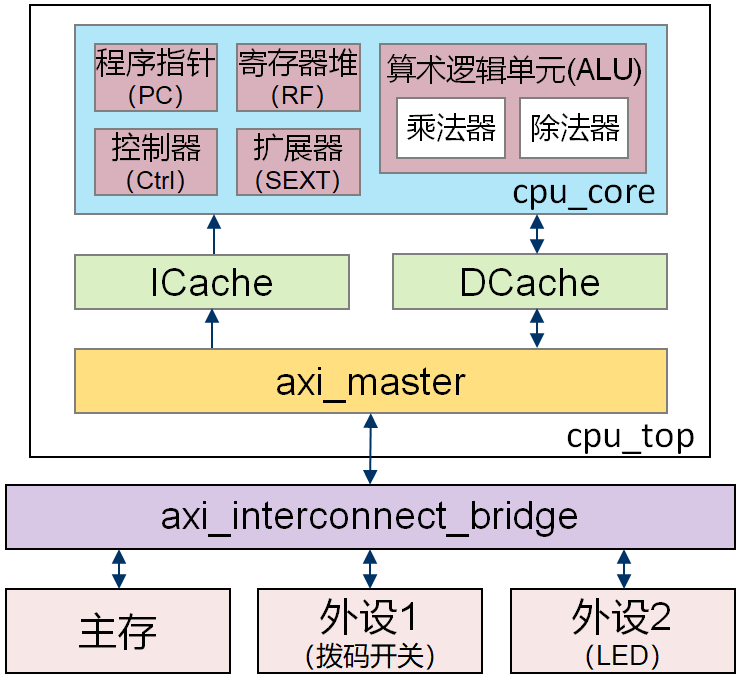 程序指针
（PC）
寄存器堆
（RF）
算术逻辑单元(ALU)
乘法器
除法器
控制器
（Ctrl）
扩展器
（SEXT）
cpu_core
ICache
DCache
axi_master
cpu_top
axi_interconnect_bridge
主存
外设1
（拨码开关）
外设2
（LED）